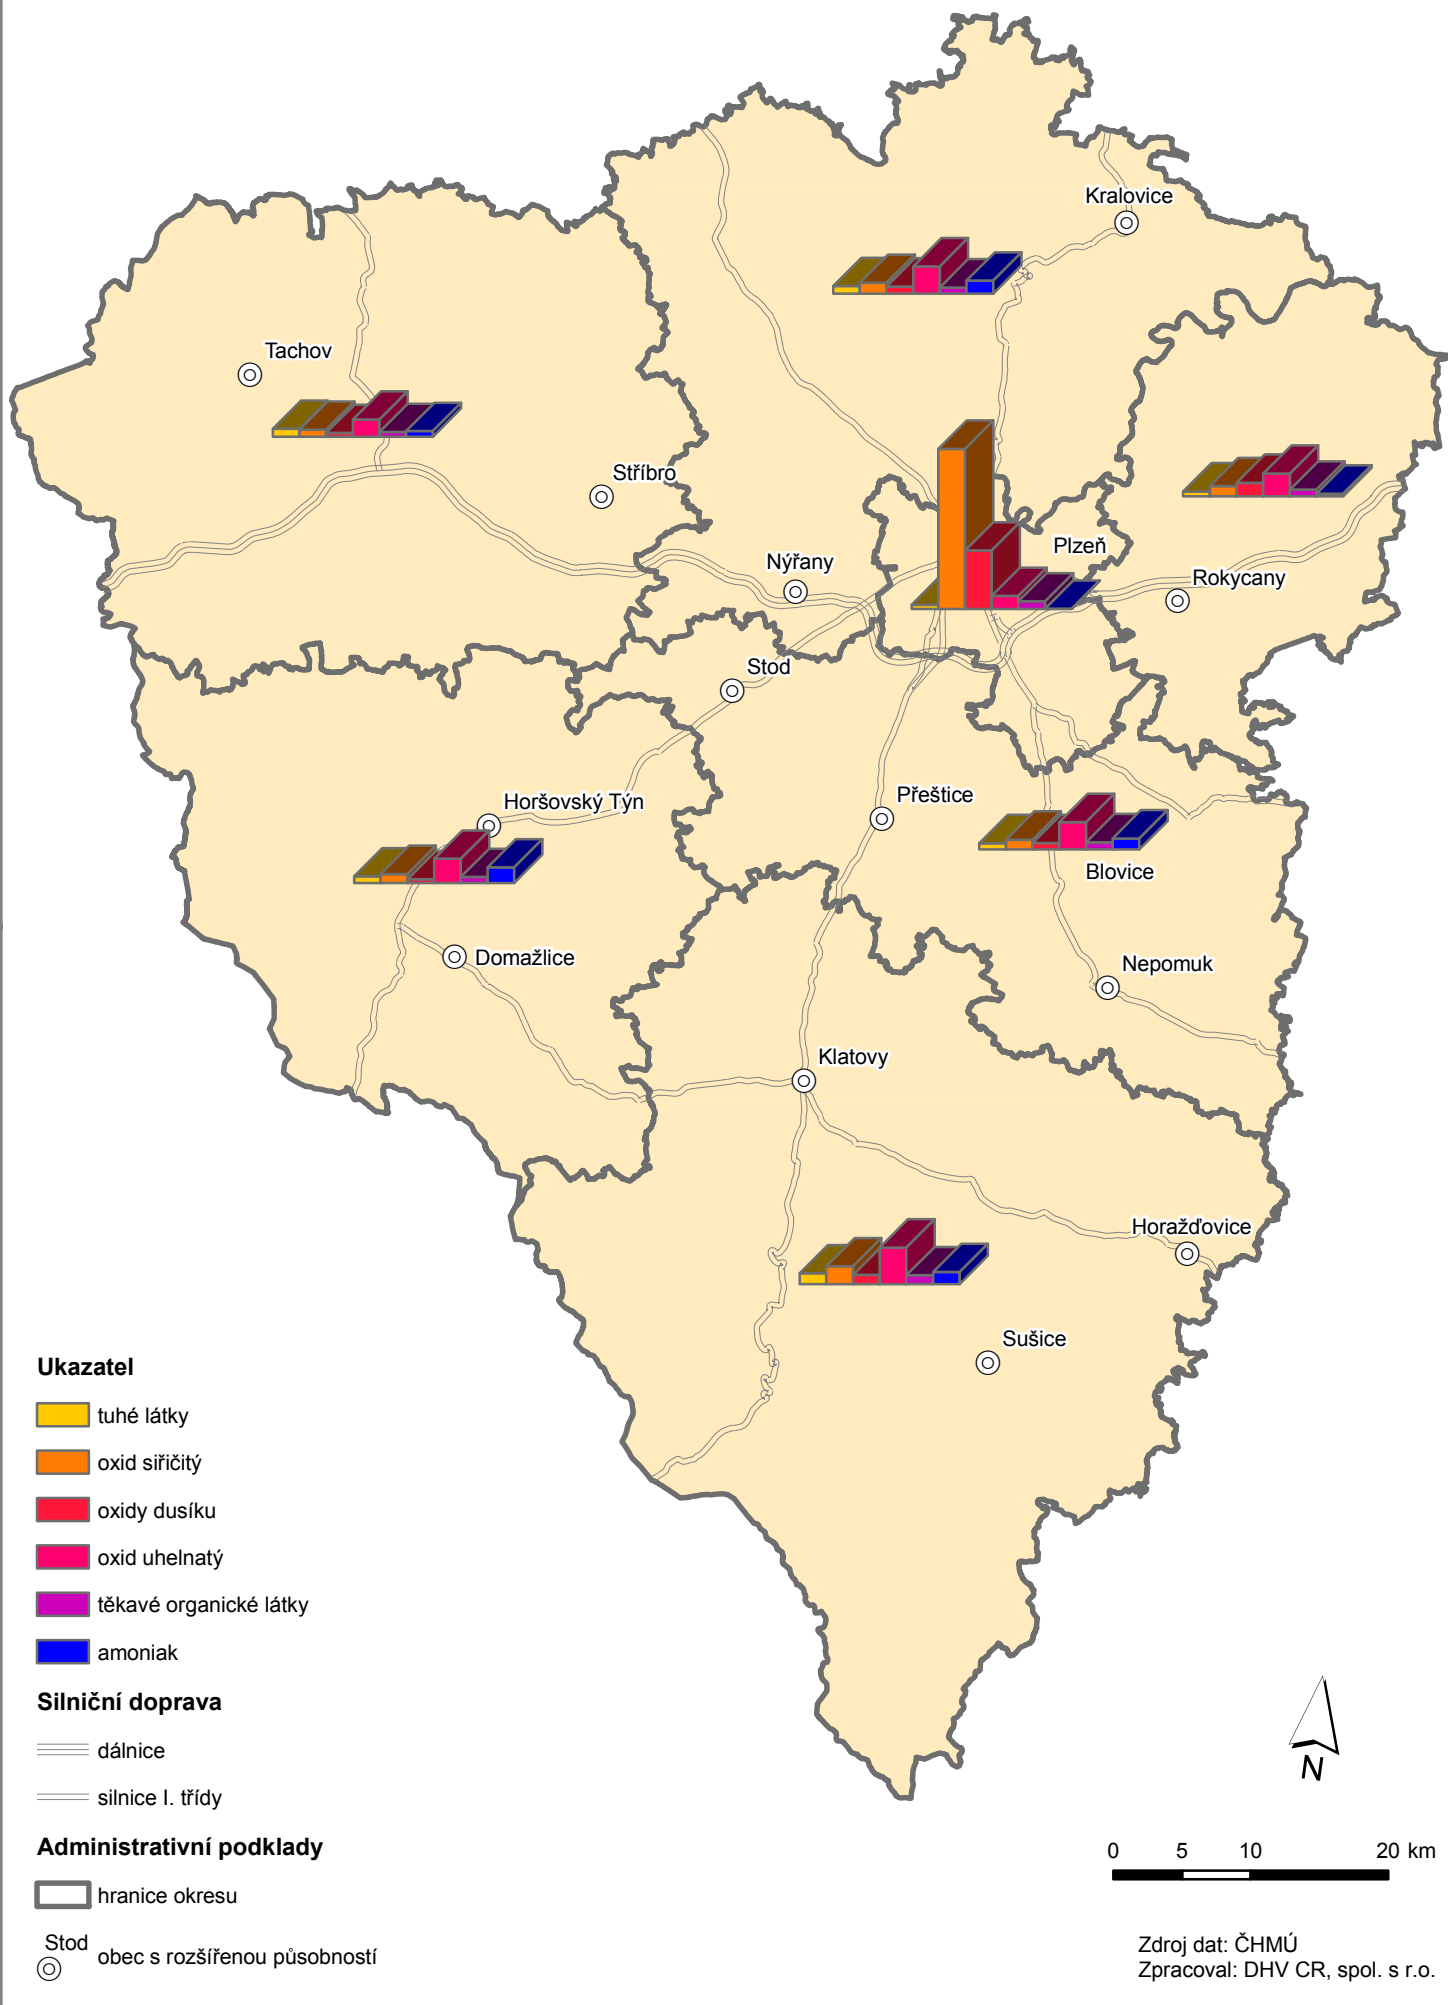 Kralovice
Tachov
Stříbro
Plzeň
Nýřany
Rokycany
Stod
Přeštice
Horšovský Týn
Blovice
Domažlice
Nepomuk
Klatovy
Horažďovice
Sušice
Ukazatel
tuhé látky
oxid siřičitý
oxidy dusíku
oxid uhelnatý
těkavé organické látky
amoniak
Silniční doprava
dálnice
silnice I. třídy
Administrativní podklady
hranice okresu
Stod
obec s rozšířenou působností
N
0 5 10 20 km
Zdroj dat: ČHMÚ
Zpracoval: DHV CR, spol. s r.o.